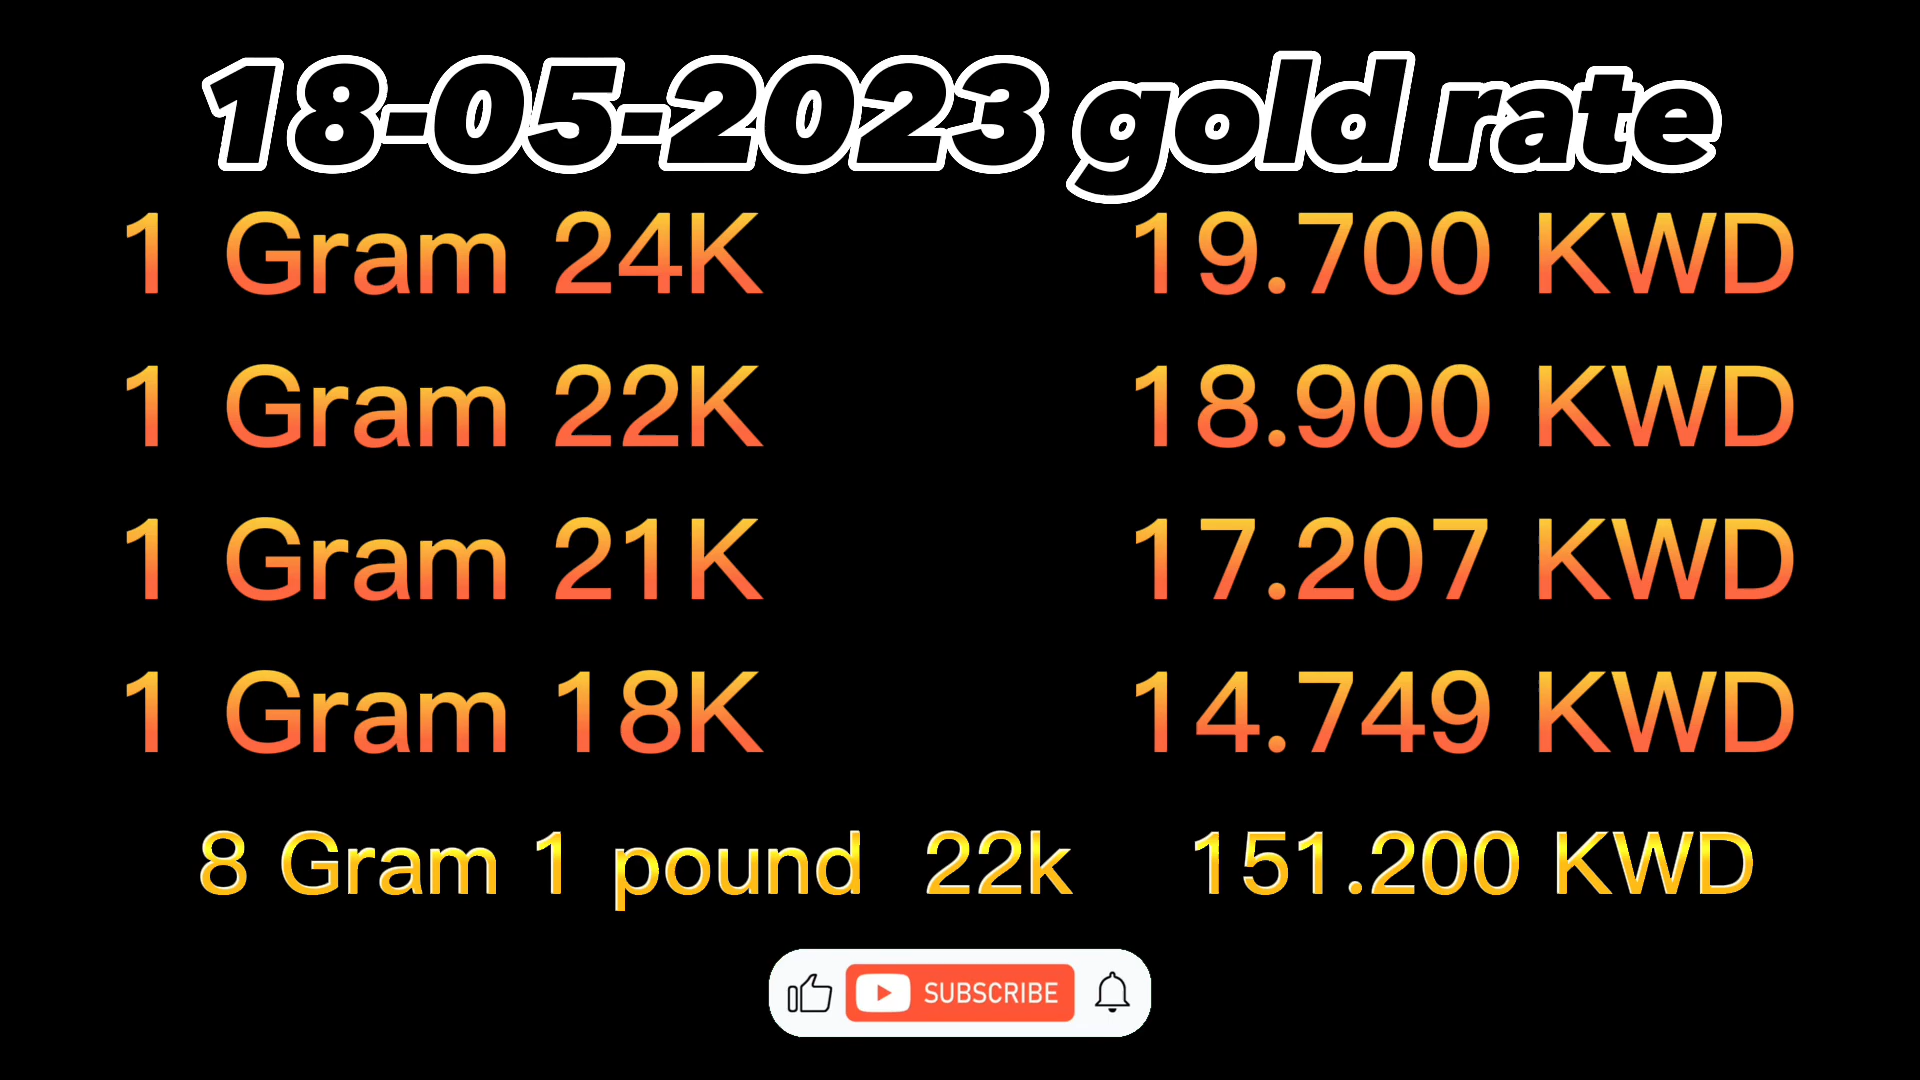 18-05-2023 gold rate
1 Gram 24K 19.700 KWD
1 Gram 22K 18.900 KWD
1 Gram 21K 17.207 KWD
1 Gram 18K 14.749 KWD
8 Gram 1 pound 22k 151.200 KWD
SUBSCRIBE